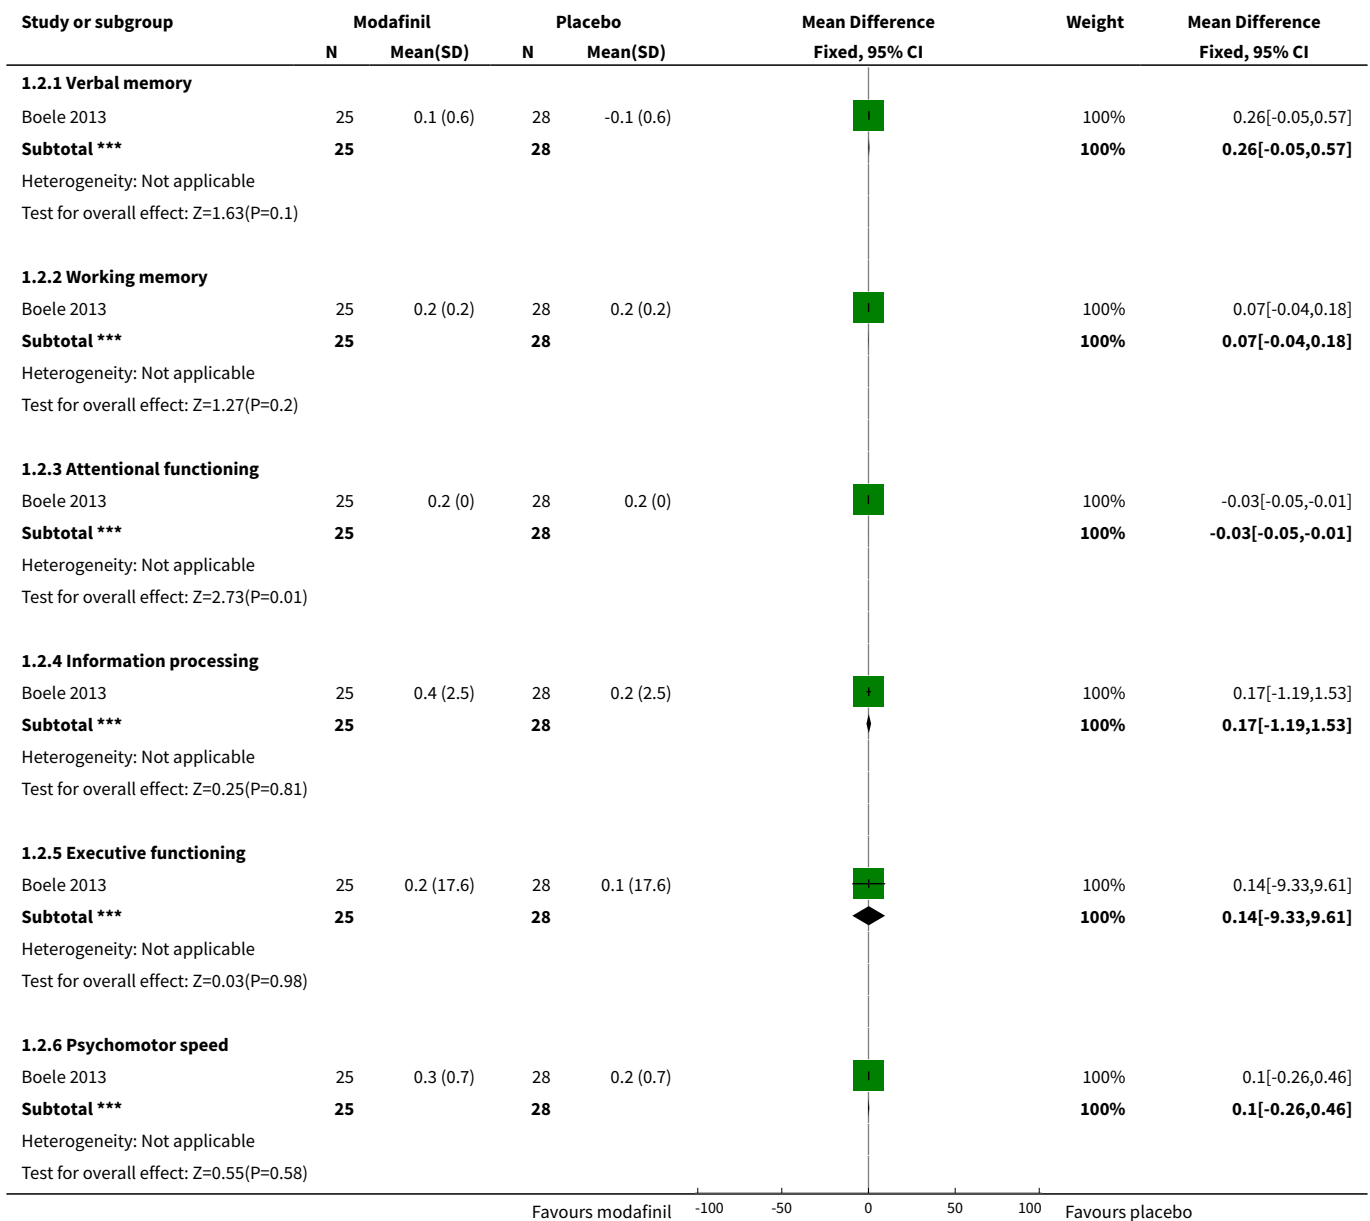 Study or subgroup Modafinil Placebo Mean Difference Weight Mean Difference
N Mean(SD) N Mean(SD) Fixed, 95% CI Fixed, 95% CI
1.2.1 Verbal memory
Boele 2013 25 0.1 (0.6) 28 -0.1 (0.6) 100% 0.26[-0.05,0.57]
Subtotal *** 25 28 100% 0.26[-0.05,0.57]
Heterogeneity: Not applicable
Test for overall effect: Z=1.63(P=0.1)
1.2.2 Working memory
Boele 2013 25 0.2 (0.2) 28 0.2 (0.2) 100% 0.07[-0.04,0.18]
Subtotal *** 25 28 100% 0.07[-0.04,0.18]
Heterogeneity: Not applicable
Test for overall effect: Z=1.27(P=0.2)
1.2.3 Attentional functioning
Boele 2013 25 0.2 (0) 28 0.2 (0) 100% -0.03[-0.05,-0.01]
Subtotal *** 25 28 100% -0.03[-0.05,-0.01]
Heterogeneity: Not applicable
Test for overall effect: Z=2.73(P=0.01)
1.2.4 Information processing
Boele 2013 25 0.4 (2.5) 28 0.2 (2.5) 100% 0.17[-1.19,1.53]
Subtotal *** 25 28 100% 0.17[-1.19,1.53]
Heterogeneity: Not applicable
Test for overall effect: Z=0.25(P=0.81)
1.2.5 Executive functioning
Boele 2013 25 0.2 (17.6) 28 0.1 (17.6) 100% 0.14[-9.33,9.61]
Subtotal *** 25 28 100% 0.14[-9.33,9.61]
Heterogeneity: Not applicable
Test for overall effect: Z=0.03(P=0.98)
1.2.6 Psychomotor speed
Boele 2013 25 0.3 (0.7) 28 0.2 (0.7) 100% 0.1[-0.26,0.46]
Subtotal *** 25 28 100% 0.1[-0.26,0.46]
Heterogeneity: Not applicable
Test for overall effect: Z=0.55(P=0.58)
Favours modafinil -100 -50 0 50 100 Favours placebo